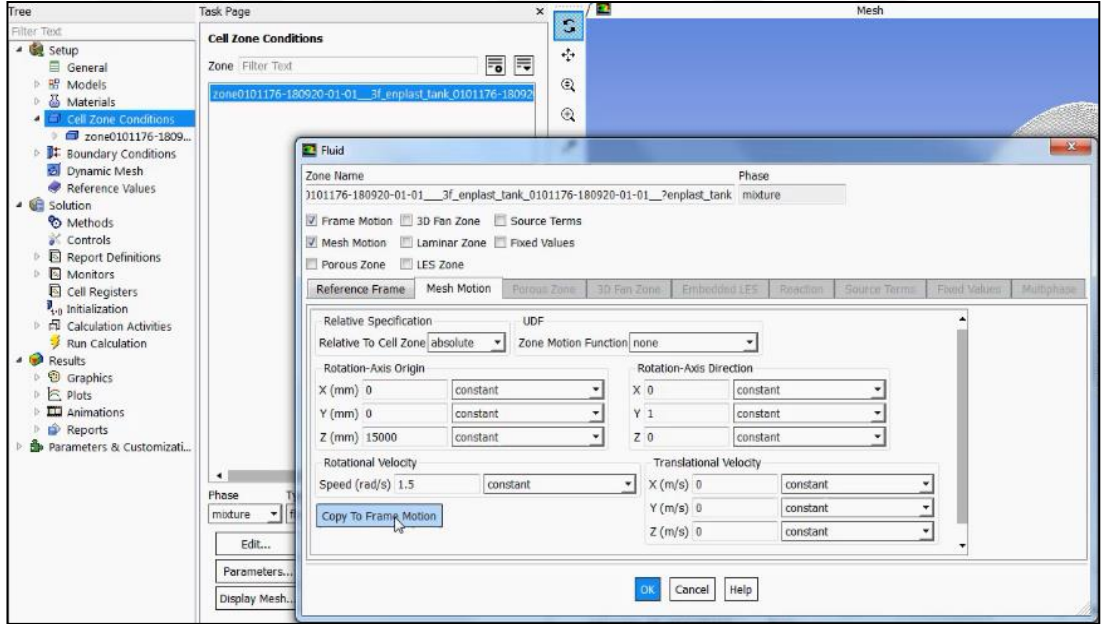 Tree
Filter Text
Setup
General
Models
Materials
Cell Zone Conditions
zone0101176-1809...
Boundary Conditions
Dynamic Mesh
Reference Values
Solution
Methods
Controls
Report Definitions
Monitors
Cell Registers
Initialization
Calculation Activities
Run Calculation
Results
Graphics
Plots
Animations
Reports
Parameters & Customizati...
Task Page x
Cell Zone Conditions
Zone Filter Text
zone0101176-180920-01-01__3f_enplast_tank_0101176-18092
Phase
mixture
Edit...
Parameters...
Display Mesh...
Mesh
Fluid
Zone Name Phase
)101176-180920-01-01___3f_enplast_tank_0101176-180920-01-01__?enplast_tank mixture
Frame Motion 3D Fan Zone Source Terms
Mesh Motion Laminar Zone Fixed Values
Porous Zone LES Zone
Reference Frame Mesh Motion Porous Zone 3D Fan Zone Embedded LES Reaction Source Terms Fixed Values Multiphase
Relative Specification UDF
Relative To Cell Zone absolute Zone Motion Function none
Rotation-Axis Origin Rotation-Axis Direction
X (mm) 0 constant X 0 constant
Y (mm) 0 constant Y 1 constant
Z (mm) 15000 constant Z 0 constant
Rotational Velocity Translational Velocity
Speed (rad/s) 1.5 constant X (m/s) 0 constant
Copy To Frame Motion Y (m/s) 0 constant
Z (m/s) 0 constant
OK Cancel Help